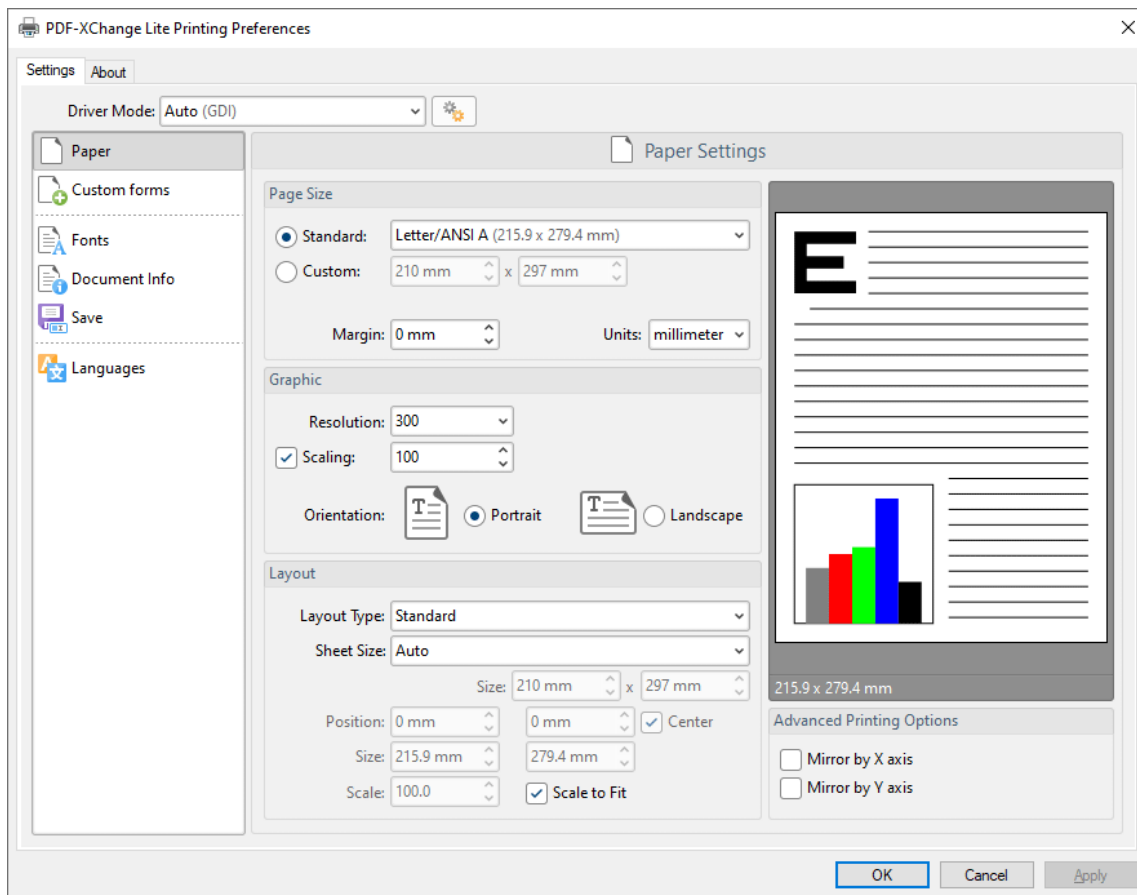 PDF-XChange Lite Printing Preferences
Settings About
Driver Mode: Auto (GDI)
Paper
Custom forms
Fonts
Document Info
Save
Languages
Paper Settings
Page Size
Standard: Letter/ANSI A (215.9 x 279.4 mm)
Custom: 210 mm x 297 mm
Margin: 0 mm Units: millimeter
Graphic
Resolution: 300
Scaling: 100
Orientation: T Portrait T Landscape
Layout
Layout Type: Standard
Sheet Size: Auto
Size: 210 mm x 297 mm
Position: 0 mm 0 mm Center
Size: 215.9 mm 279.4 mm
Scale: 100.0 Scale to Fit
E
215.9 x 279.4 mm
Advanced Printing Options
Mirror by X axis
Mirror by Y axis
OK Cancel Apply